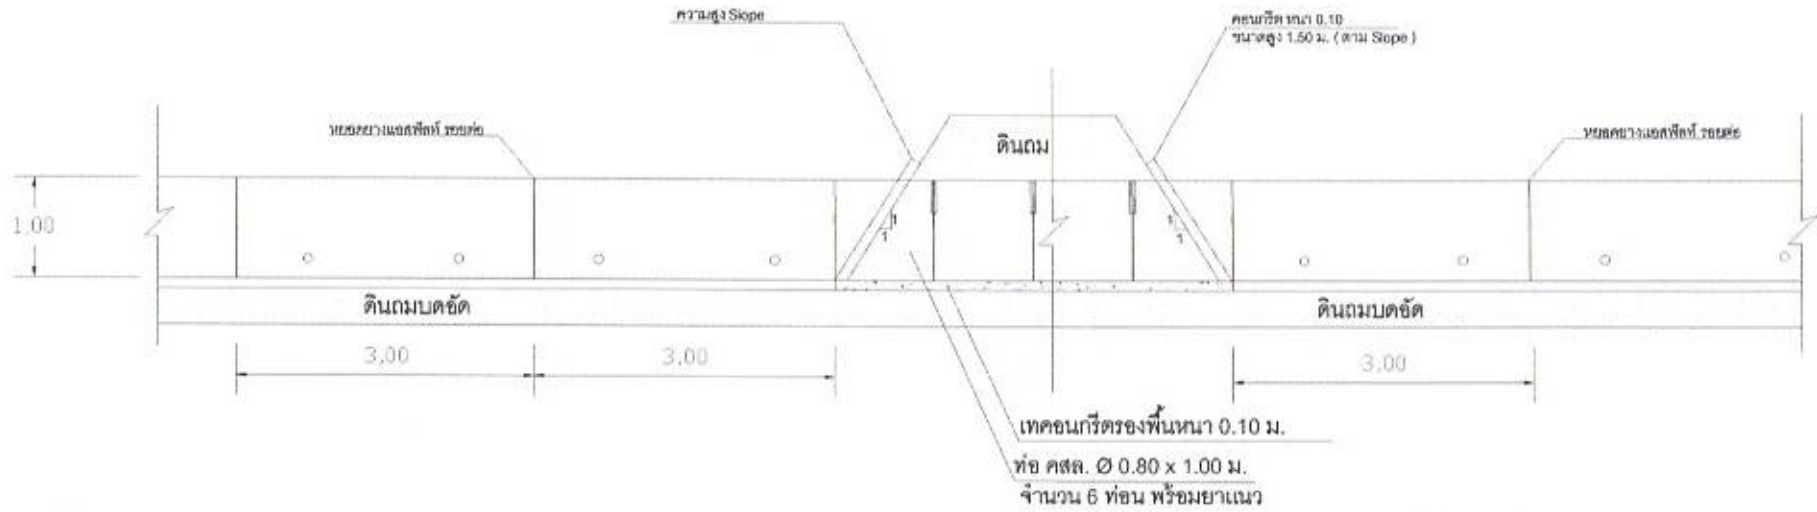 ความสูง Slope
คอนกรีต หนา 0.10
ขนาดสูง 1.50 ม. ( ตาม Slope )
หยอดยางแอสฟัลท์ รอยต่อ
หยอดยางแอสฟัลท์ รอยต่อ
ดินถม
1.00
1
1
1
1
ดินถมบดอัด
ดินถมบดอัด
3.00
3.00
3.00
เทคอนกรีตรองพื้นหนา 0.10 ม.
ท่อ คสล. Ø 0.80 x 1.00 ม.
จำนวน 6 ท่อน พร้อมยาแนว